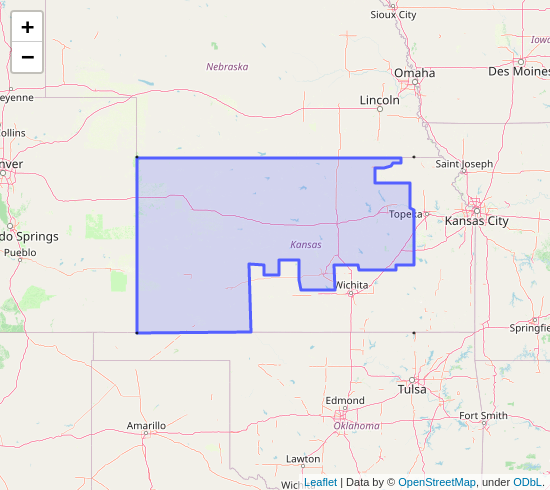 +
−
Sioux City
Iowa
Nebraska
Omaha
Des Moines
eyenne
Lincoln
ollins
nver
Saint Joseph
Topeka
Kansas City
do Springs
Kansas
Pueblo
Wichita
Springfie
Tulsa
Edmond
Fort Smith
Amarillo
Oklahoma
Lawton
Wich
Leaflet | Data by © OpenStreetMap, under ODbL.